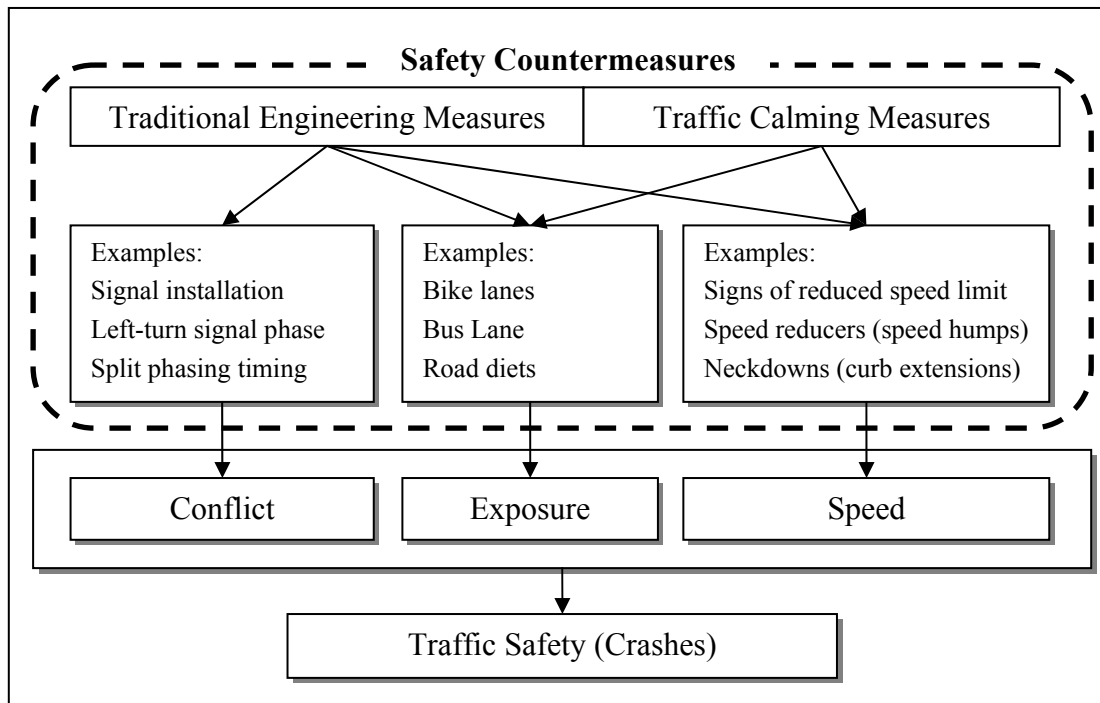 Safety Countermeasures
Traditional Engineering Measures
Traffic Calming Measures
Examples:
Signal installation
Left-turn signal phase
Split phasing timing
Examples:
Bike lanes
Bus Lane
Road diets
Examples:
Signs of reduced speed limit
Speed reducers (speed humps)
Neckdowns (curb extensions)
Conflict
Exposure
Speed
Traffic Safety (Crashes)